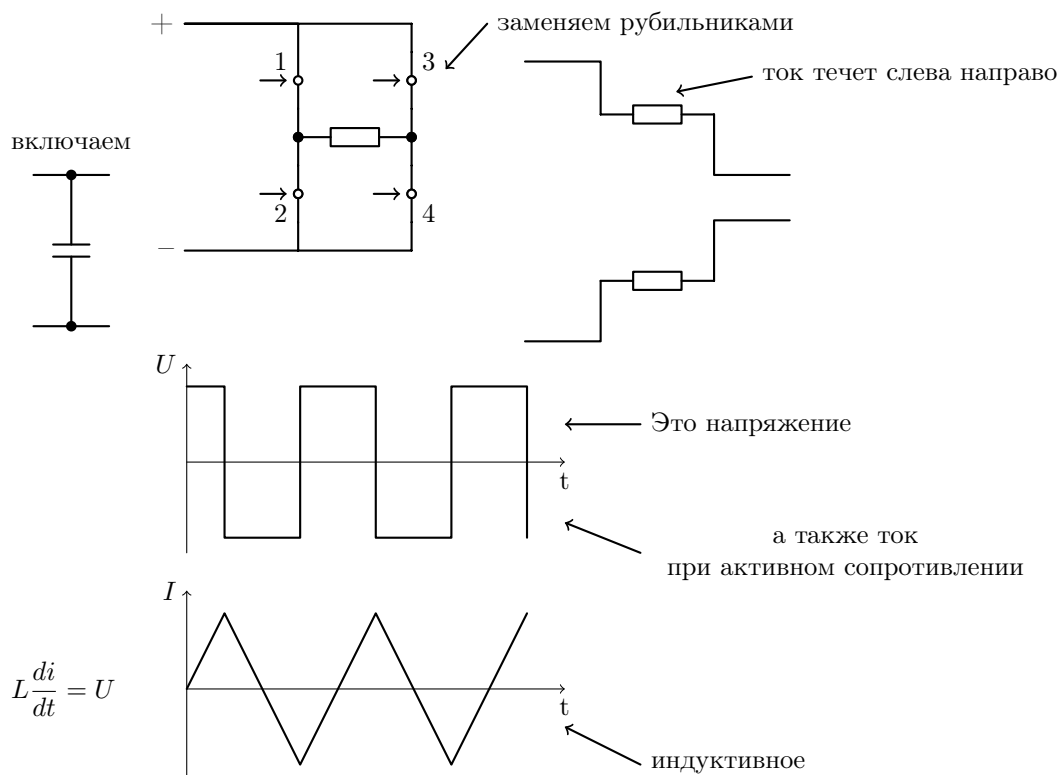 +
заменяем рубильниками
1
3
ток течет слева направо
включаем
2
4
−
U
Это напряжение
t
а также ток
при активном сопротивлении
I
L di/dt = U
t
индуктивное